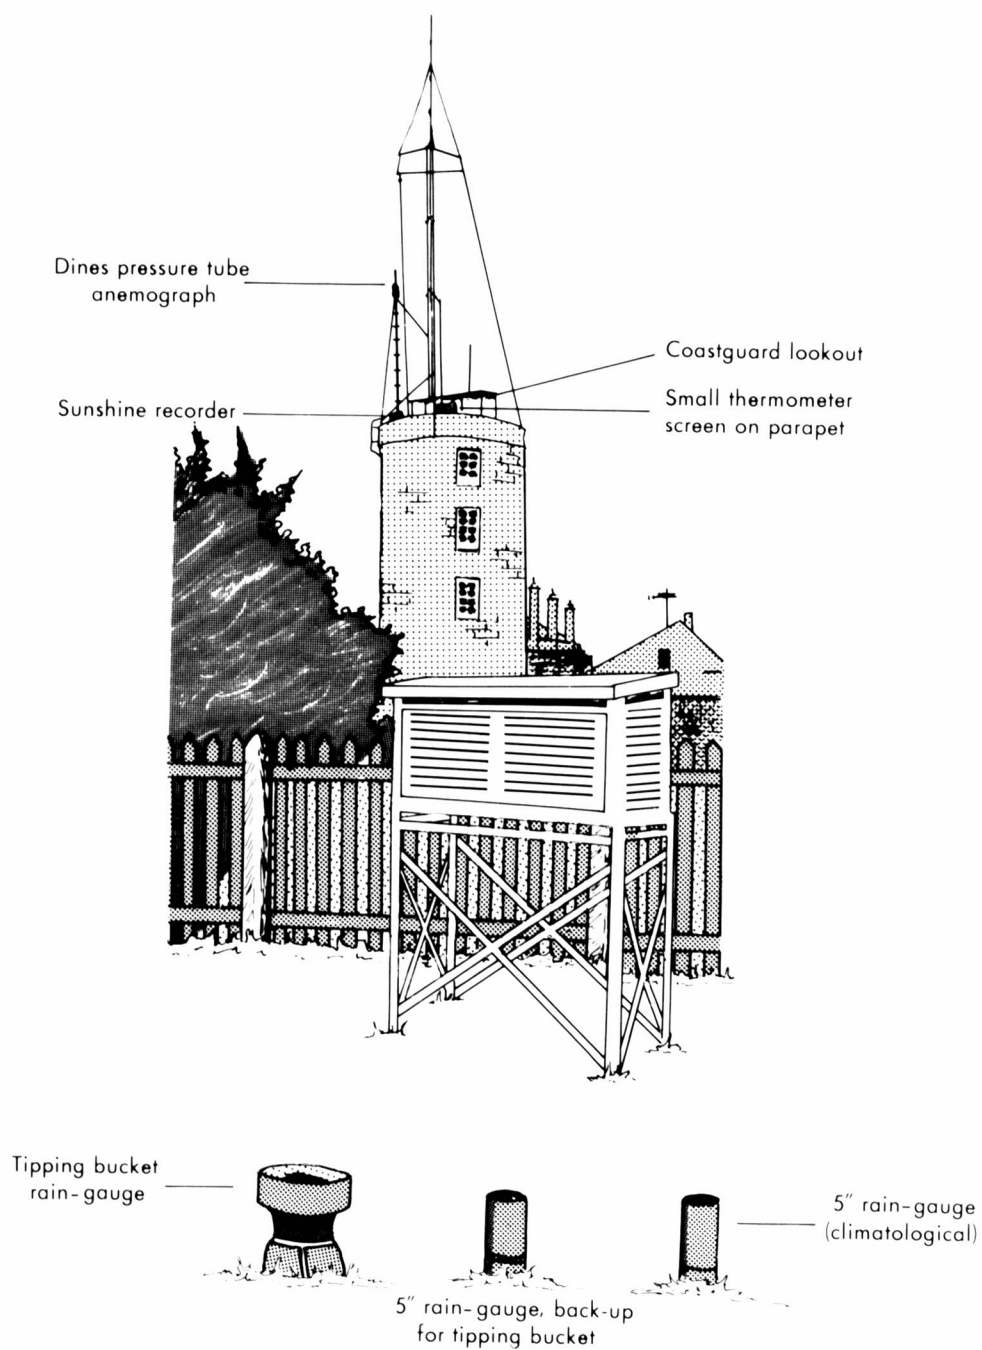 Dines pressure tube
anemograph
Coastguard lookout
Sunshine recorder
Small thermometer
screen on parapet
Tipping bucket
rain-gauge
5" rain-gauge
(climatological)
5" rain-gauge, back-up
for tipping bucket